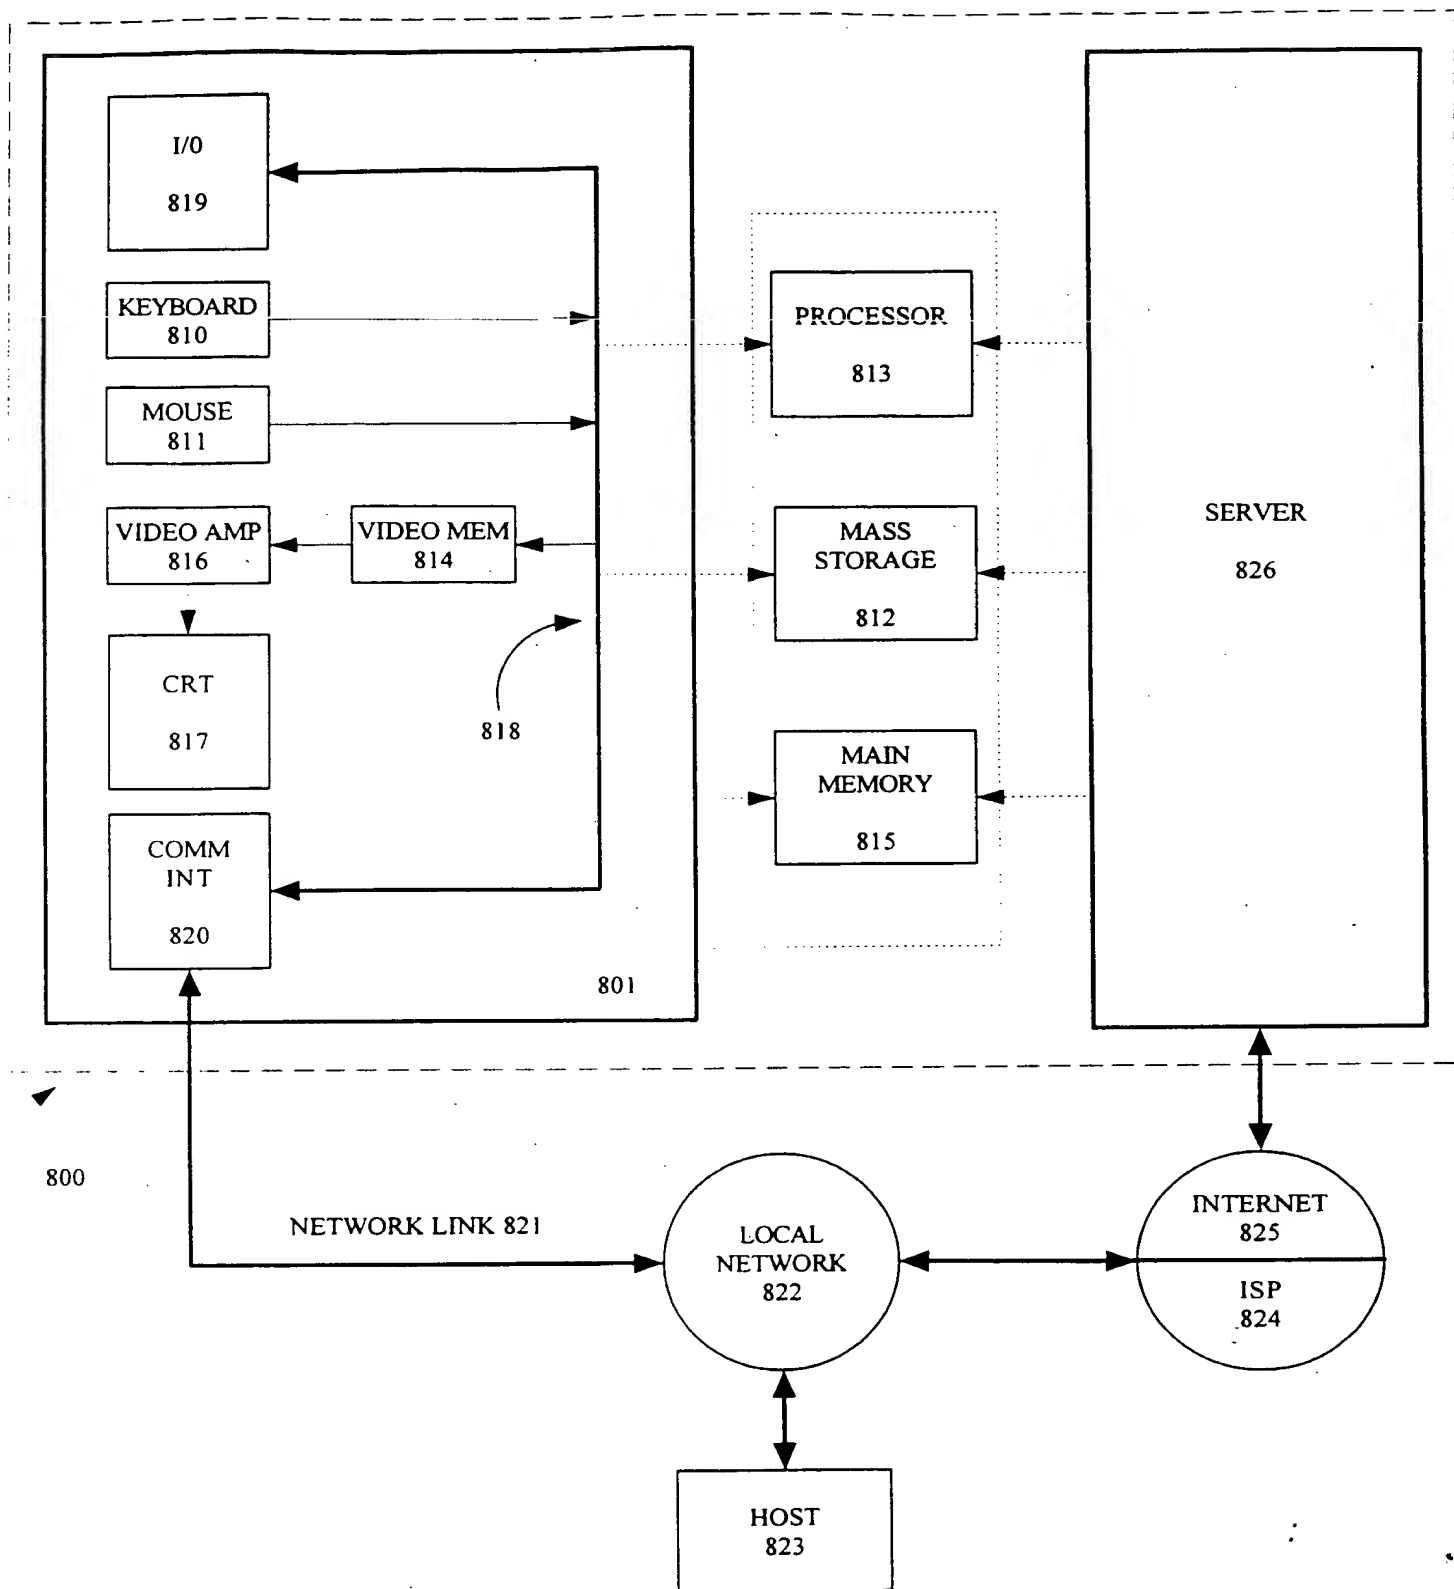 I/0
819
KEYBOARD
810
MOUSE
811
VIDEO AMP
816
VIDEO MEM
814
CRT
817
818
COMM
INT
820
801
PROCESSOR
813
MASS
STORAGE
812
MAIN
MEMORY
815
SERVER
826
800
NETWORK LINK 821
LOCAL
NETWORK
822
INTERNET
825
ISP
824
HOST
823